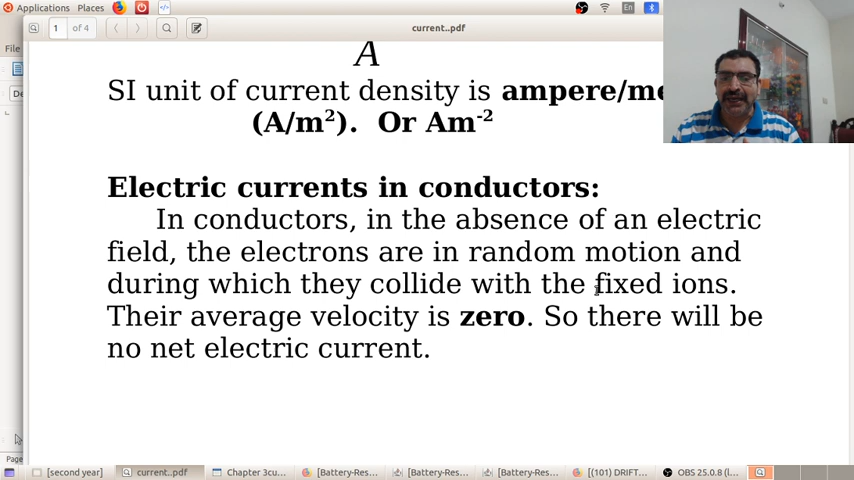 Applications Places En
1 of 4 current..pdf
File
A
De
SI unit of current density is ampere/me
(A/m²). Or Am⁻²
Electric currents in conductors:
In conductors, in the absence of an electric
field, the electrons are in random motion and
during which they collide with the fixed ions.
Their average velocity is zero. So there will be
no net electric current.
Page
[second year] current..pdf Chapter 3cu... [Battery-Res... [Battery-Res... [Battery-Res... [(101) DRIFT... OBS 25.0.8 (l...